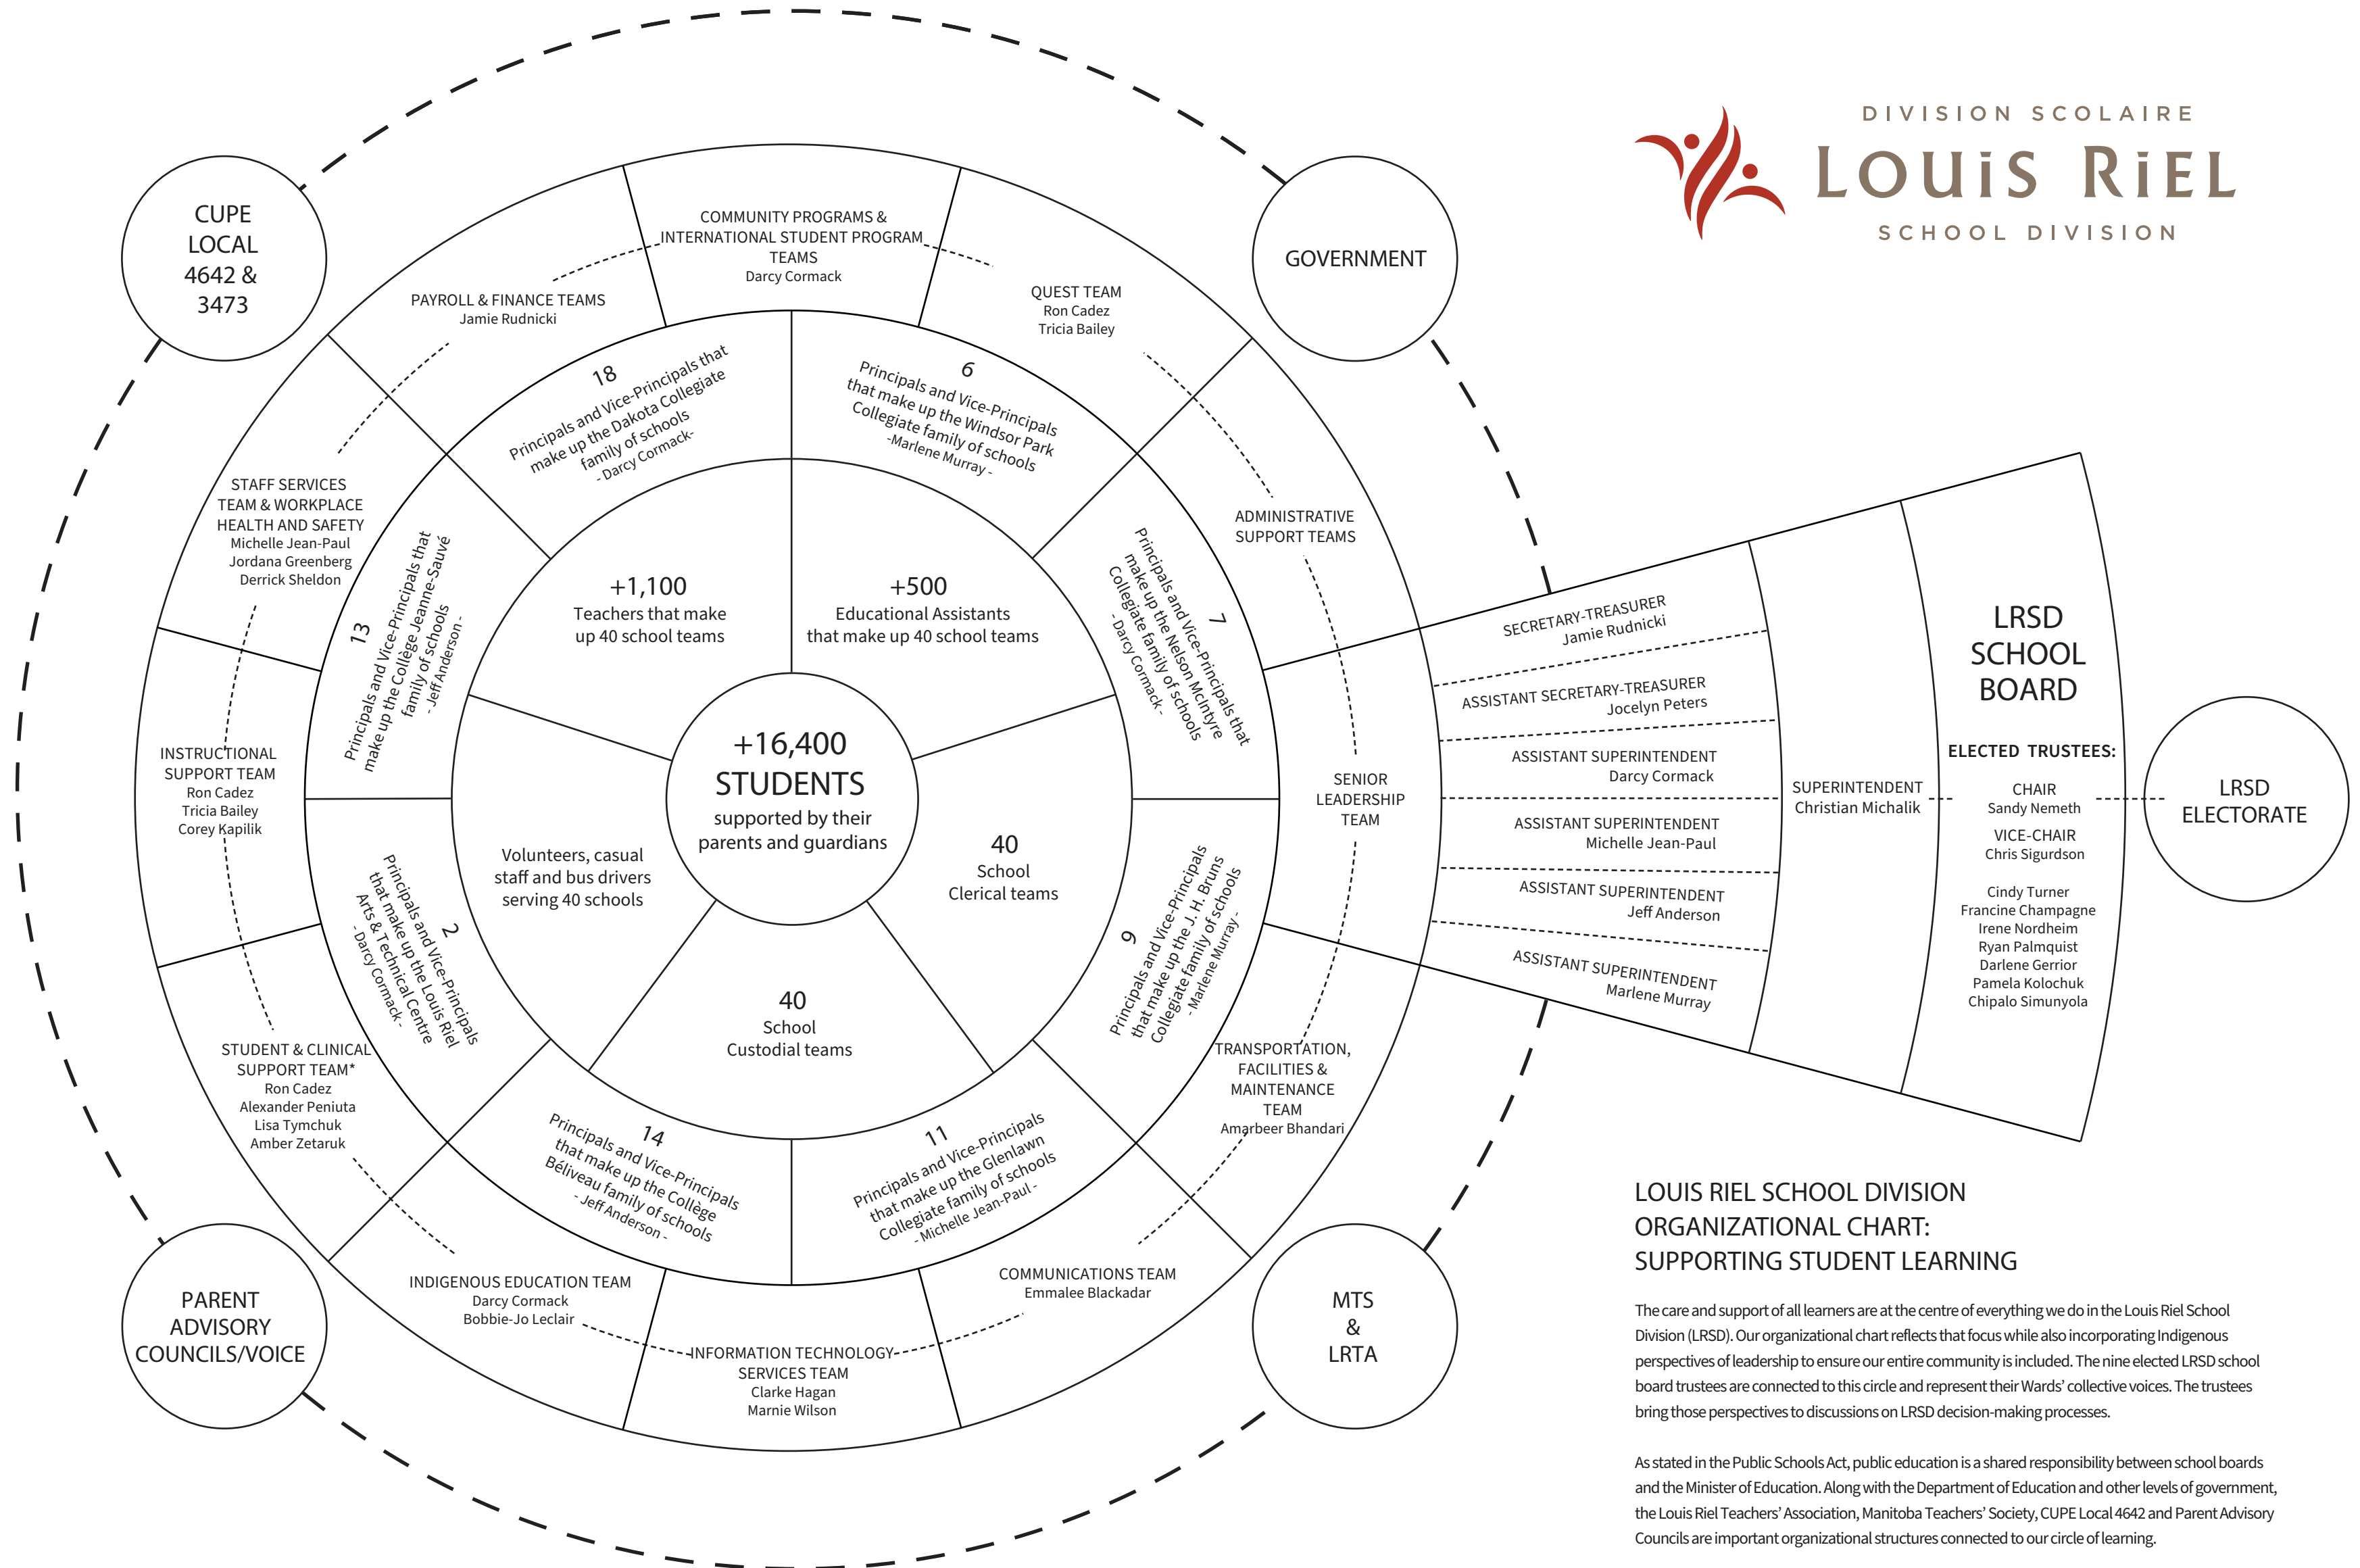 DIVISION SCOLAIRE
LOUiS RiEL
SCHOOL DIVISION
CUPE
LOCAL
4642 &
3473
GOVERNMENT
PARENT
ADVISORY
COUNCILS/VOICE
MTS
&
LRTA
COMMUNITY PROGRAMS &
INTERNATIONAL STUDENT PROGRAM
TEAMS
Darcy Cormack
QUEST TEAM
Ron Cadez
Tricia Bailey
ADMINISTRATIVE
SUPPORT TEAMS
SENIOR
LEADERSHIP
TEAM
TRANSPORTATION,
FACILITIES &
MAINTENANCE
TEAM
Amarbeer Bhandari
COMMUNICATIONS TEAM
Emmalee Blackadar
INFORMATION TECHNOLOGY
SERVICES TEAM
Clarke Hagan
Marnie Wilson
INDIGENOUS EDUCATION TEAM
Darcy Cormack
Bobbie-Jo Leclair
STUDENT & CLINICAL
SUPPORT TEAM*
Ron Cadez
Alexander Peniuta
Lisa Tymchuk
Amber Zetaruk
INSTRUCTIONAL
SUPPORT TEAM
Ron Cadez
Tricia Bailey
Corey Kapilik
STAFF SERVICES
TEAM & WORKPLACE
HEALTH AND SAFETY
Michelle Jean-Paul
Jordana Greenberg
Derrick Sheldon
PAYROLL & FINANCE TEAMS
Jamie Rudnicki
18
Principals and Vice-Principals that
make up the Dakota Collegiate
family of schools
- Darcy Cormack-
6
Principals and Vice-Principals
that make up the Windsor Park
Collegiate family of schools
-Marlene Murray -
7
Principals and Vice-Principals that
make up the Nelson McIntyre
Collegiate family of schools
- Darcy Cormack -
9
Principals and Vice-Principals
that make up the J. H. Bruns
Collegiate family of schools
- Marlene Murray -
11
Principals and Vice-Principals
that make up the Glenlawn
Collegiate family of schools
- Michelle Jean-Paul -
14
Principals and Vice-Principals
that make up the Collège
Béliveau family of schools
- Jeff Anderson -
2
Principals and Vice-Principals
that make up the Louis Riel
Arts & Technical Centre
- Darcy Cormack -
13
Principals and Vice-Principals that
make up the Collège Jeanne-Sauvé
family of schools
- Jeff Anderson -
+1,100
Teachers that make
up 40 school teams
+500
Educational Assistants
that make up 40 school teams
40
School
Clerical teams
40
School
Custodial teams
Volunteers, casual
staff and bus drivers
serving 40 schools
+16,400
STUDENTS
supported by their
parents and guardians
SECRETARY-TREASURER
Jamie Rudnicki
ASSISTANT SECRETARY-TREASURER
Jocelyn Peters
ASSISTANT SUPERINTENDENT
Darcy Cormack
ASSISTANT SUPERINTENDENT
Michelle Jean-Paul
ASSISTANT SUPERINTENDENT
Jeff Anderson
ASSISTANT SUPERINTENDENT
Marlene Murray
SUPERINTENDENT
Christian Michalik
LRSD
SCHOOL
BOARD
ELECTED TRUSTEES:
CHAIR
Sandy Nemeth
VICE-CHAIR
Chris Sigurdson
Cindy Turner
Francine Champagne
Irene Nordheim
Ryan Palmquist
Darlene Gerrior
Pamela Kolochuk
Chipalo Simunyola
LRSD
ELECTORATE
LOUIS RIEL SCHOOL DIVISION
ORGANIZATIONAL CHART:
SUPPORTING STUDENT LEARNING
The care and support of all learners are at the centre of everything we do in the Louis Riel School
Division (LRSD). Our organizational chart reflects that focus while also incorporating Indigenous
perspectives of leadership to ensure our entire community is included. The nine elected LRSD school
board trustees are connected to this circle and represent their Wards’ collective voices. The trustees
bring those perspectives to discussions on LRSD decision-making processes.
As stated in the Public Schools Act, public education is a shared responsibility between school boards
and the Minister of Education. Along with the Department of Education and other levels of government,
the Louis Riel Teachers’ Association, Manitoba Teachers’ Society, CUPE Local 4642 and Parent Advisory
Councils are important organizational structures connected to our circle of learning.